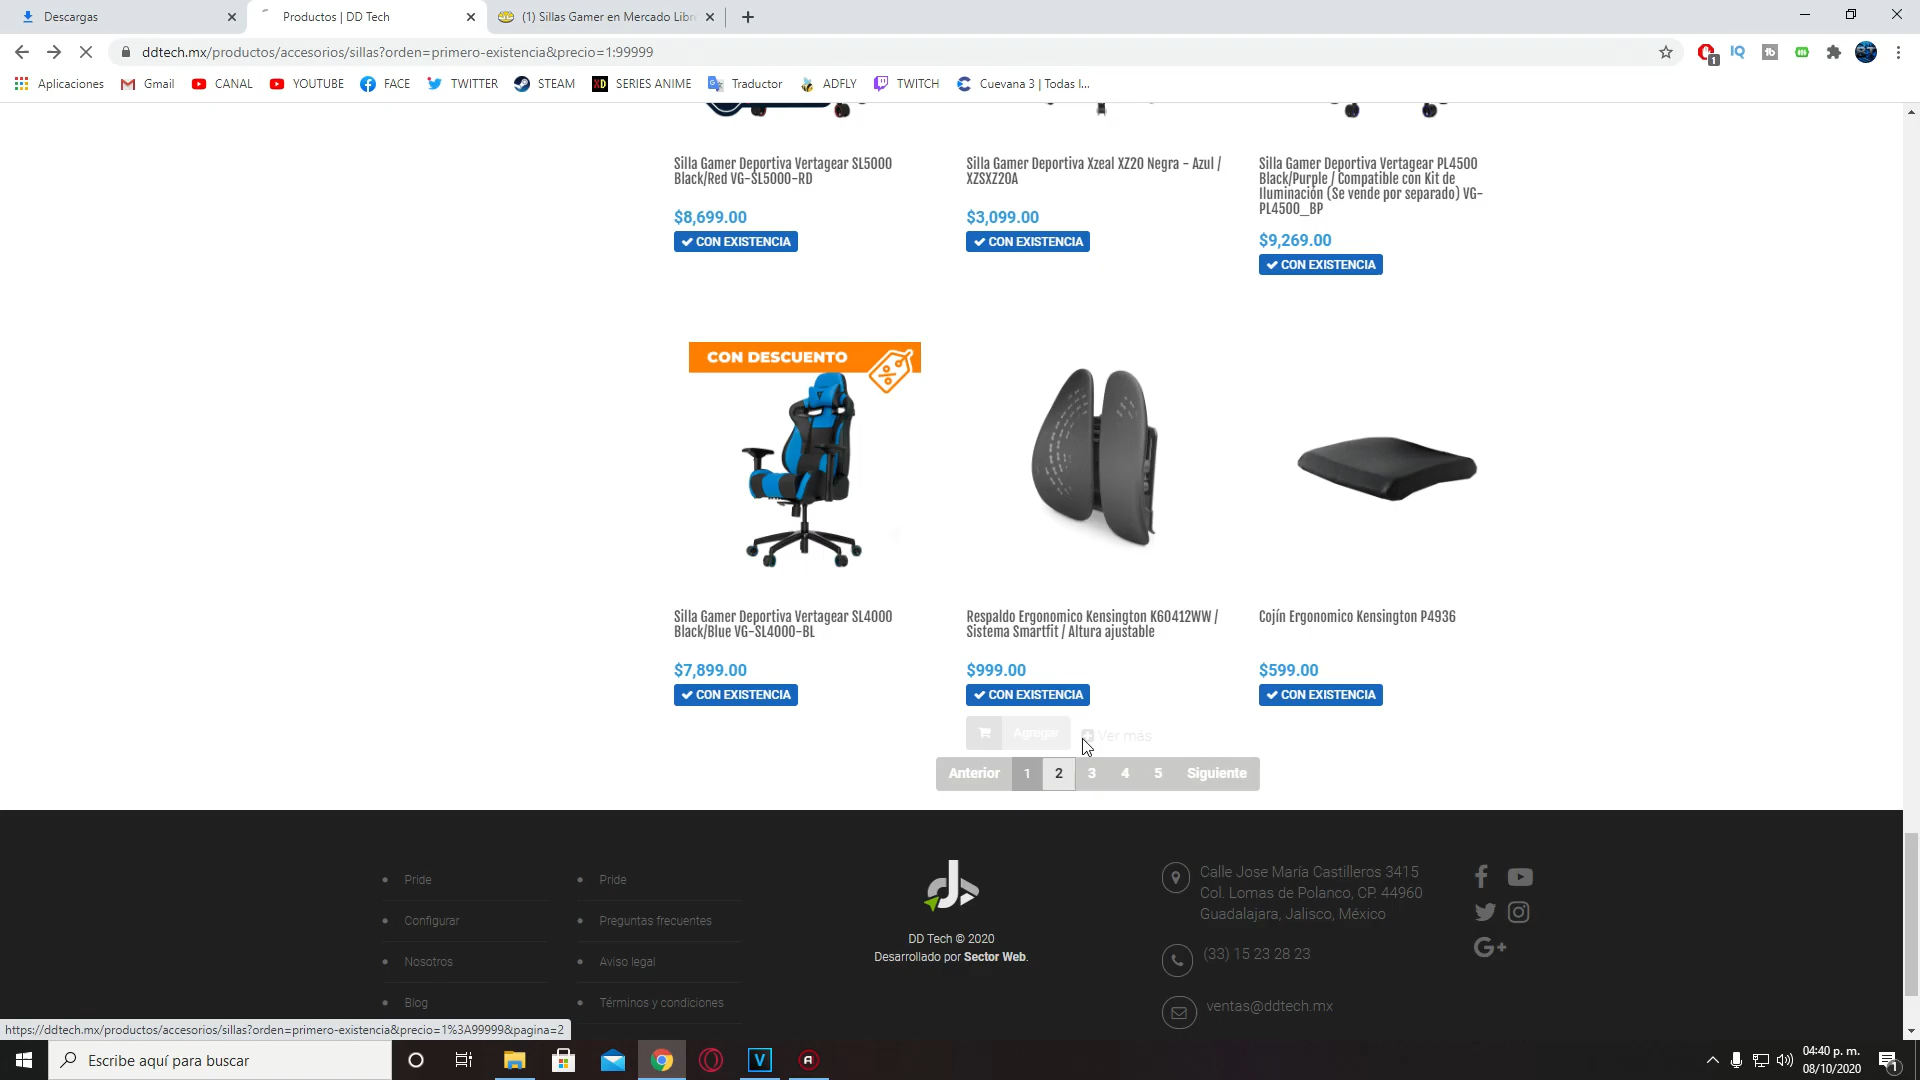 Descargas
Productos | DD Tech
(1) Sillas Gamer en Mercado Libr
ddtech.mx/productos/accesorios/sillas?orden=primero-existencia&precio=1:99999
Aplicaciones
Gmail
CANAL
YOUTUBE
FACE
TWITTER
STEAM
SERIES ANIME
Traductor
ADFLY
TWITCH
Cuevana 3 | Todas l...
Silla Gamer Deportiva Vertagear SL5000
Black/Red VG-SL5000-RD
$8,699.00
CON EXISTENCIA
Silla Gamer Deportiva Xzeal XZ20 Negra - Azul /
XZSXZ20A
$3,099.00
CON EXISTENCIA
Silla Gamer Deportiva Vertagear PL4500
Black/Purple / Compatible con Kit de
Iluminación (Se vende por separado) VG-
PL4500_BP
$9,269.00
CON EXISTENCIA
CON DESCUENTO
Silla Gamer Deportiva Vertagear SL4000
Black/Blue VG-SL4000-BL
$7,899.00
CON EXISTENCIA
Respaldo Ergonomico Kensington K60412WW /
Sistema Smartfit / Altura ajustable
$999.00
CON EXISTENCIA
Agregar
Ver más
Cojín Ergonomico Kensington P4936
$599.00
CON EXISTENCIA
Anterior 1 2 3 4 5 Siguiente
Pride
Configurar
Nosotros
Blog
Pride
Preguntas frecuentes
Aviso legal
Términos y condiciones
DD Tech © 2020
Desarrollado por Sector Web.
Calle Jose María Castilleros 3415
Col. Lomas de Polanco, CP. 44960
Guadalajara, Jalisco, México
(33) 15 23 28 23
ventas@ddtech.mx
https://ddtech.mx/productos/accesorios/sillas?orden=primero-existencia&precio=1%3A99999&pagina=2
Escribe aquí para buscar
04:40 p. m.
08/10/2020